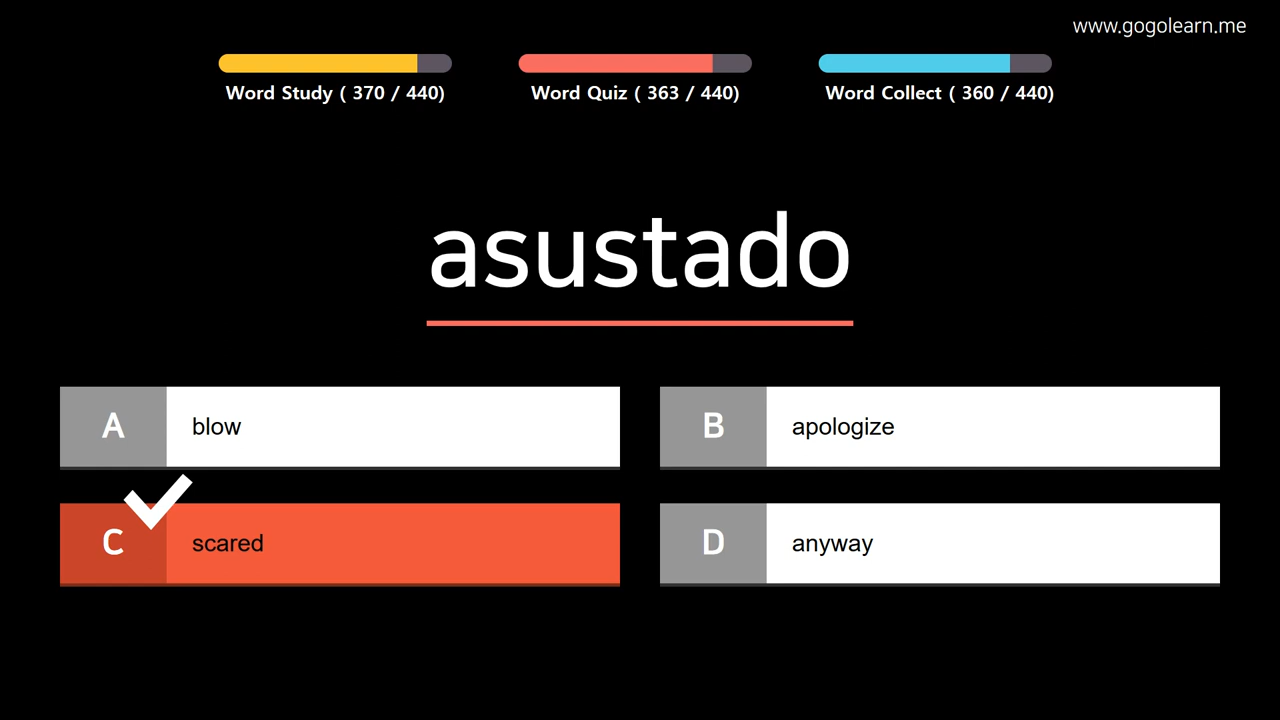 www.gogolearn.me
Word Study ( 370 / 440)
Word Quiz ( 363 / 440)
Word Collect ( 360 / 440)
asustado
A blow
B apologize
C scared
D anyway